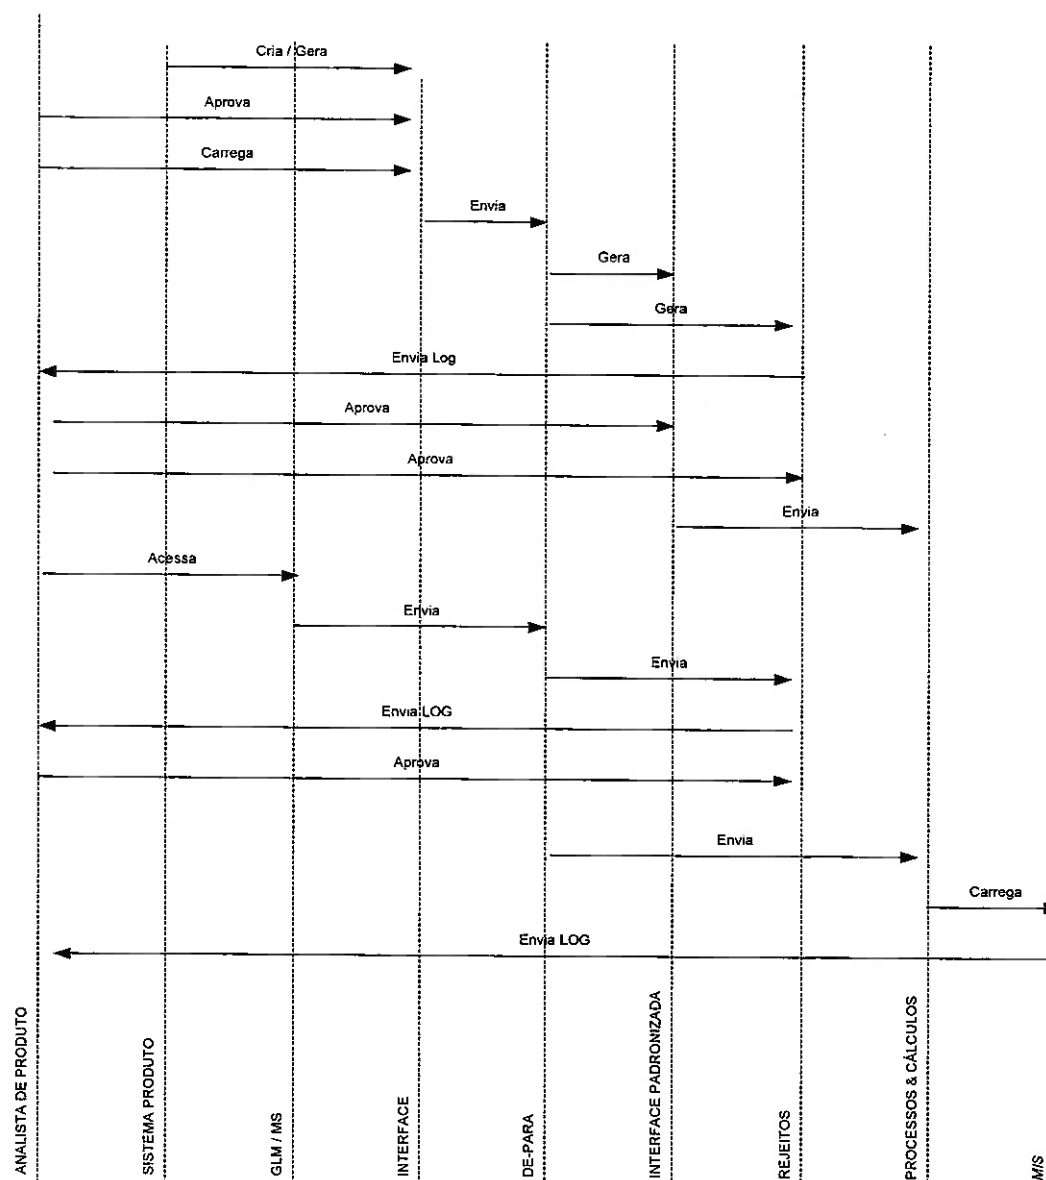 Cria / Gera
Aprova
Carrega
Envia
Gera
Gera
Envia Log
Aprova
Aprova
Envia
Acessa
Envia
Envia
Envia LOG
Aprova
Envia
Carrega
Envia LOG
ANALISTA DE PRODUTO
SISTEMA PRODUTO
GLM / MS
INTERFACE
DE-PARA
INTERFACE PADRONIZADA
REJEITOS
PROCESSOS & CÁLCULOS
MIS